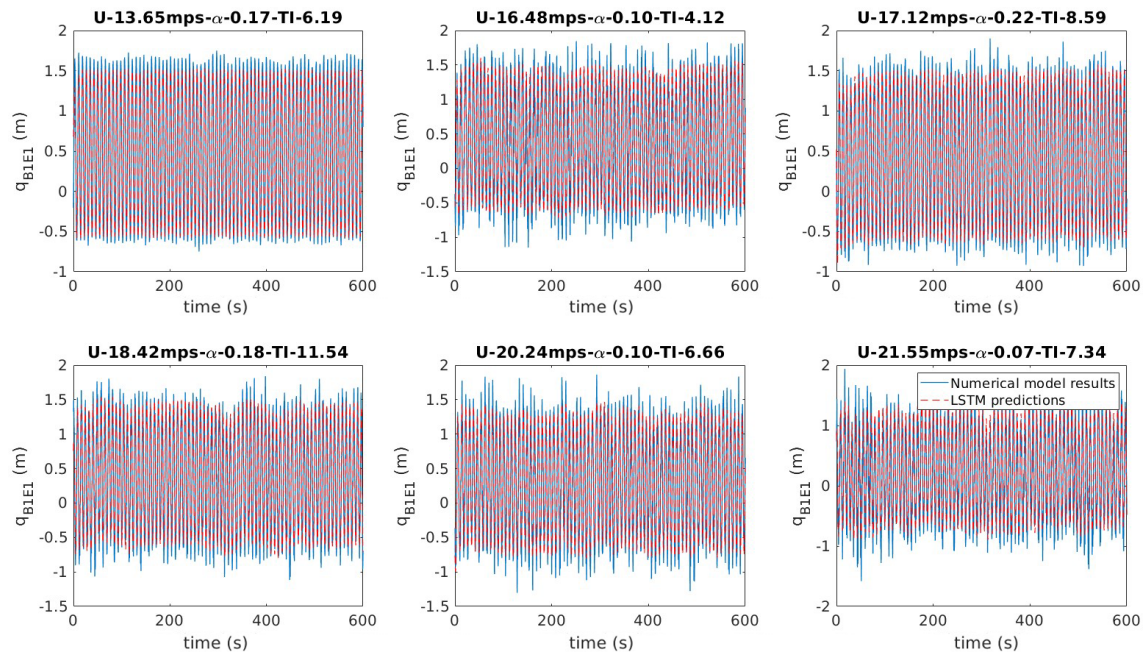 U-13.65mps-α-0.17-TI-6.19
2
1.5
1
0.5
0
-0.5
-1
q_B1E1 (m)
0 200 400 600
time (s)
U-16.48mps-α-0.10-TI-4.12
2
1.5
1
0.5
0
-0.5
-1
-1.5
q_B1E1 (m)
0 200 400 600
time (s)
U-17.12mps-α-0.22-TI-8.59
2
1.5
1
0.5
0
-0.5
-1
q_B1E1 (m)
0 200 400 600
time (s)
U-18.42mps-α-0.18-TI-11.54
2
1.5
1
0.5
0
-0.5
-1
-1.5
q_B1E1 (m)
0 200 400 600
time (s)
U-20.24mps-α-0.10-TI-6.66
2
1.5
1
0.5
0
-0.5
-1
-1.5
q_B1E1 (m)
0 200 400 600
time (s)
U-21.55mps-α-0.07-TI-7.34
Numerical model results
LSTM predictions
2
1
0
-1
-2
q_B1E1 (m)
0 200 400 600
time (s)